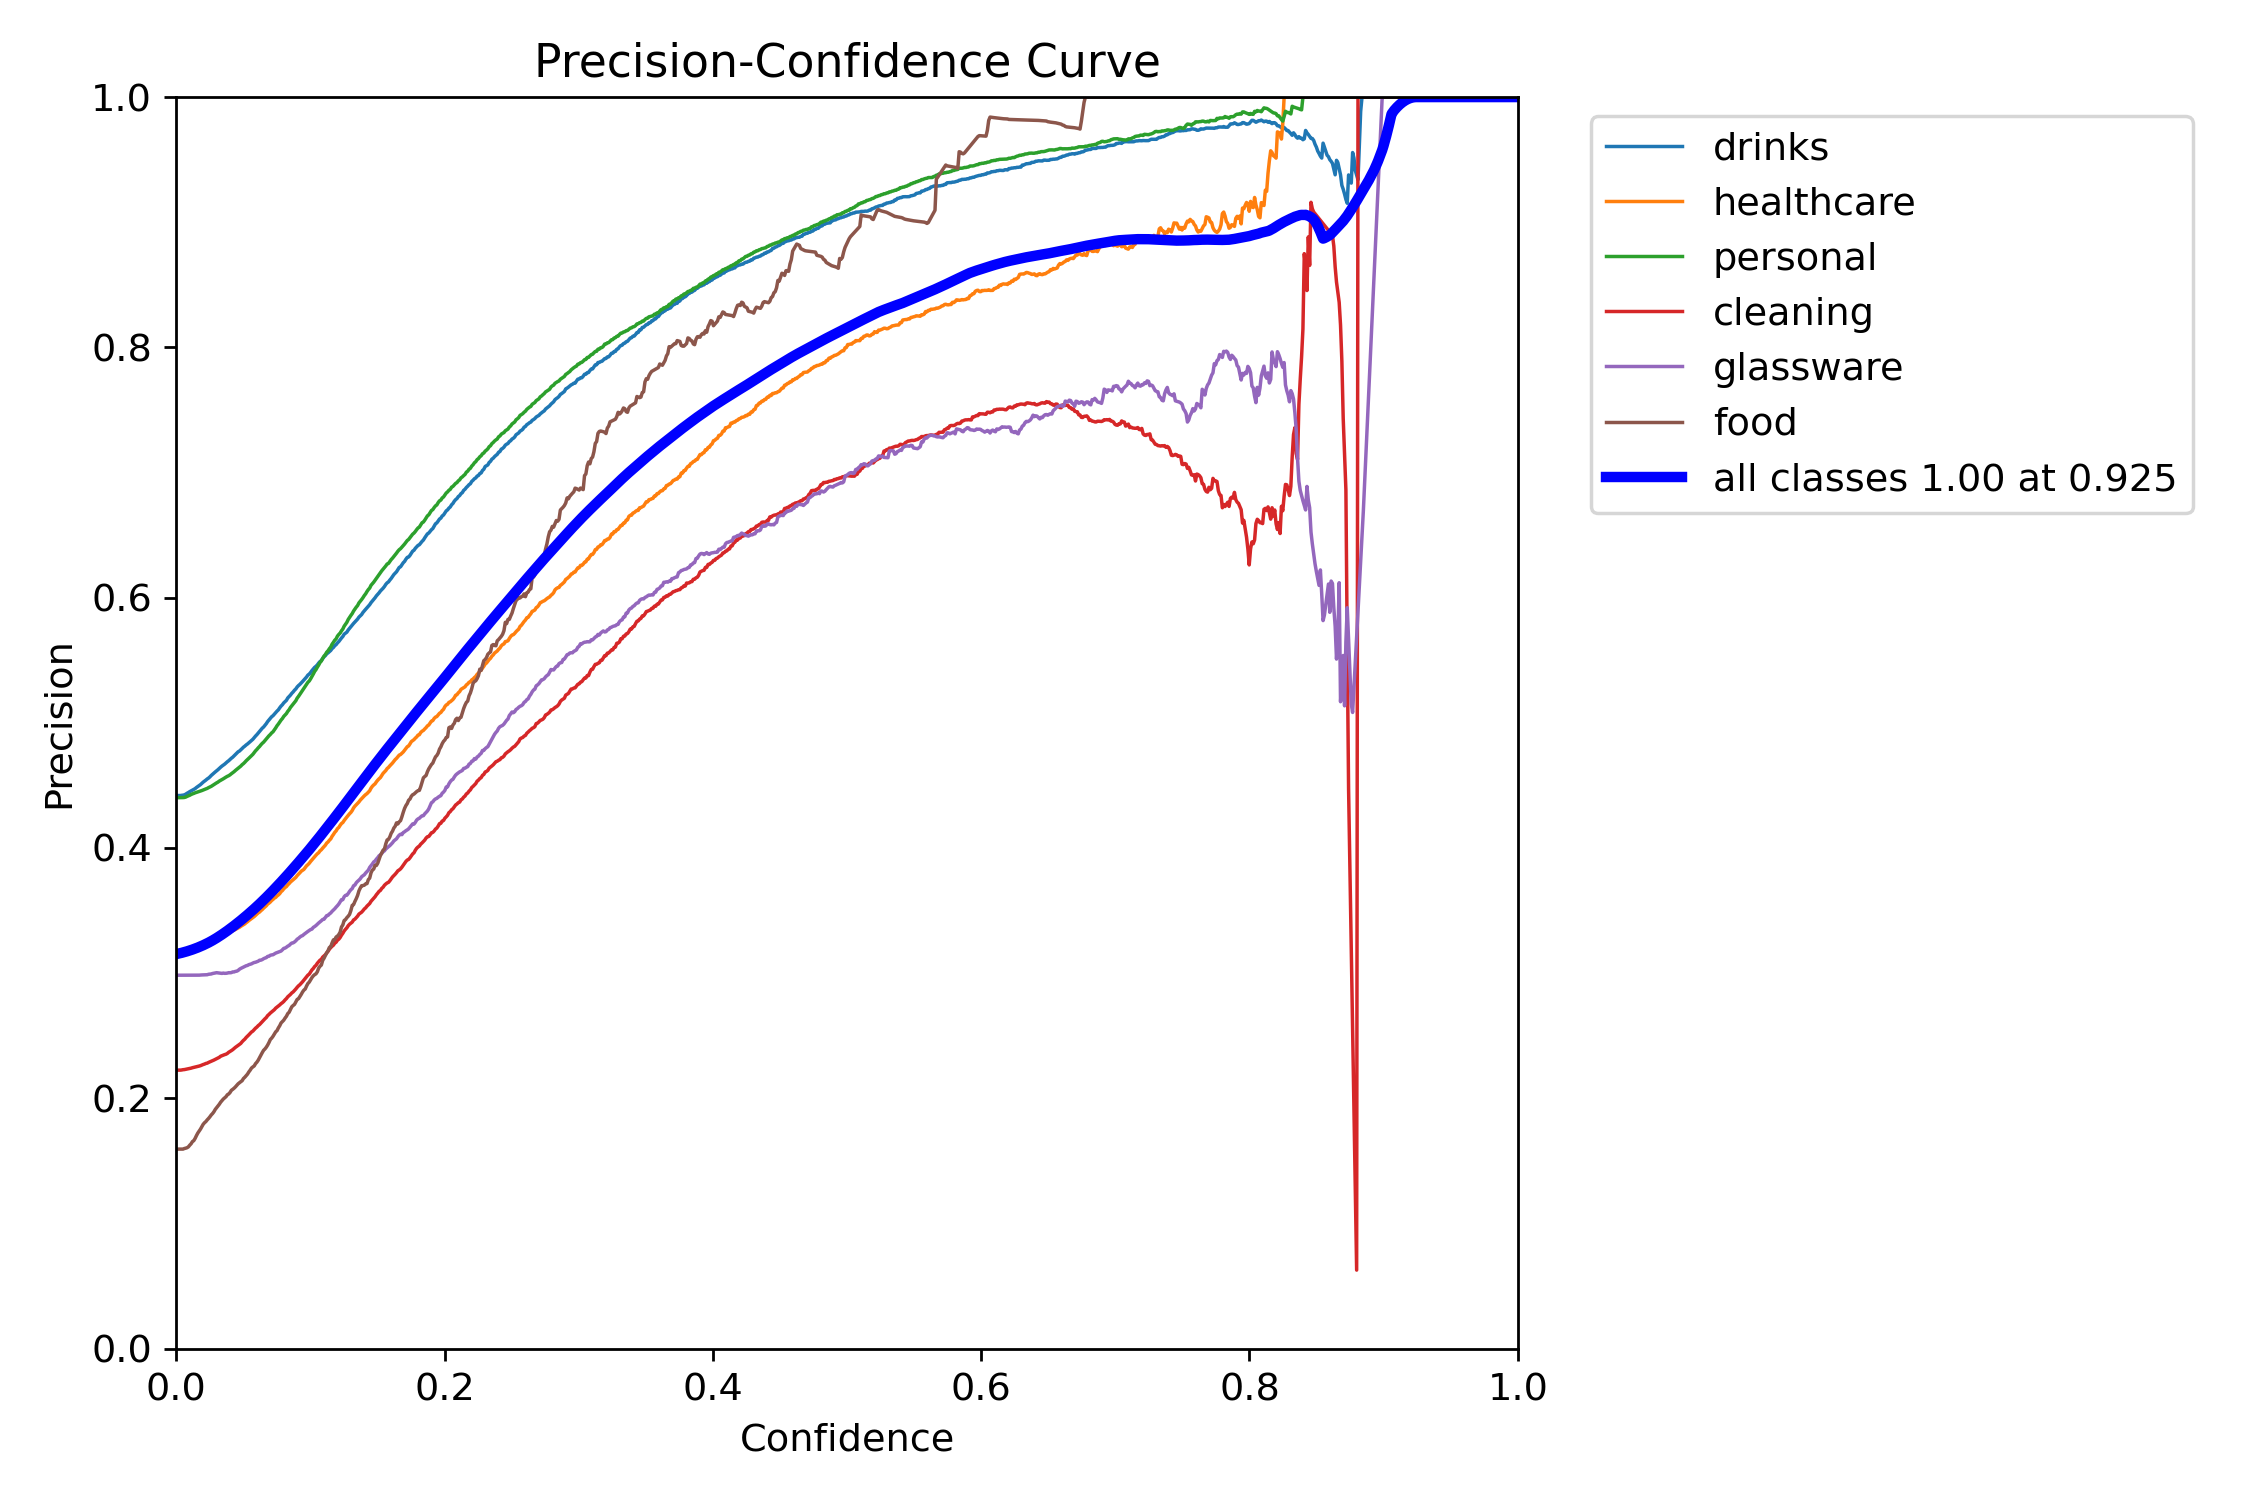 Precision-Confidence Curve
1.0
0.8
0.6
0.4
0.2
0.0
Precision
0.0 0.2 0.4 0.6 0.8 1.0
Confidence
drinks
healthcare
personal
cleaning
glassware
food
all classes 1.00 at 0.925